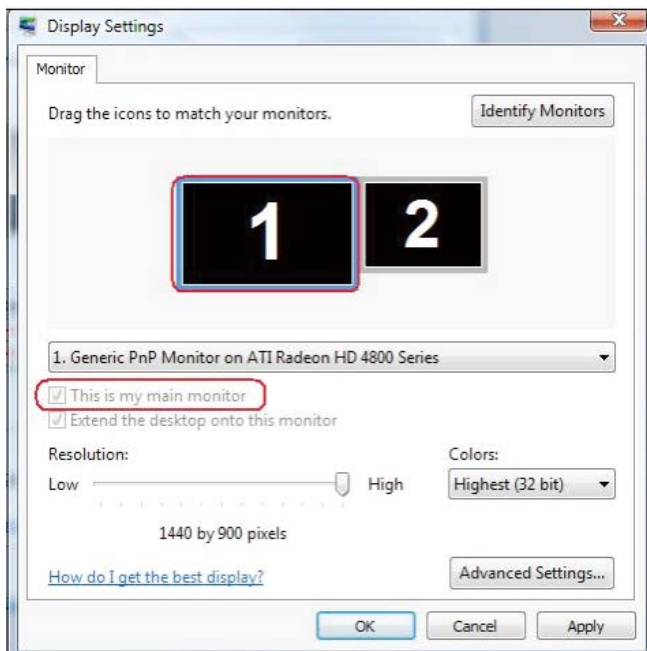 Display Settings
Monitor
Drag the icons to match your monitors.
Identify Monitors
1
2
1. Generic PnP Monitor on ATI Radeon HD 4800 Series
This is my main monitor
Extend the desktop onto this monitor
Resolution:
Colors:
Low
High
Highest (32 bit)
1440 by 900 pixels
How do I get the best display?
Advanced Settings...
OK
Cancel
Apply